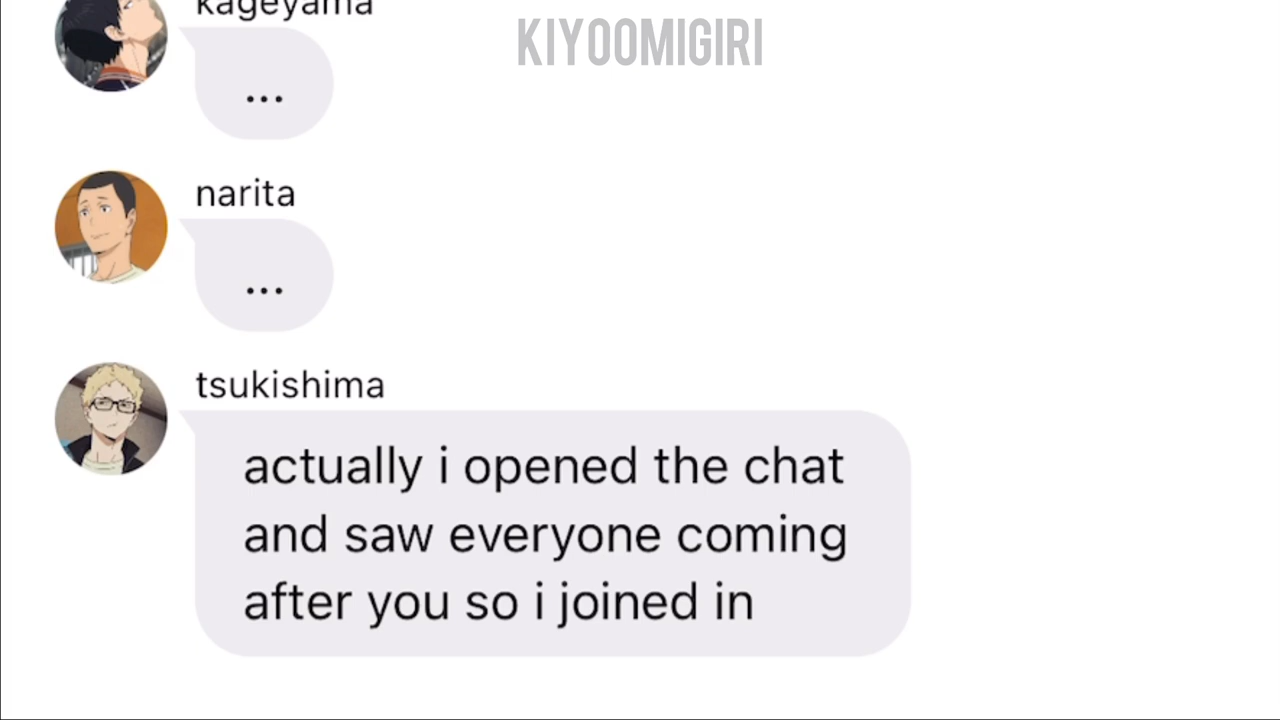 kageyama
KIYOOMIGIRI
...
narita
...
tsukishima
actually i opened the chat
and saw everyone coming
after you so i joined in